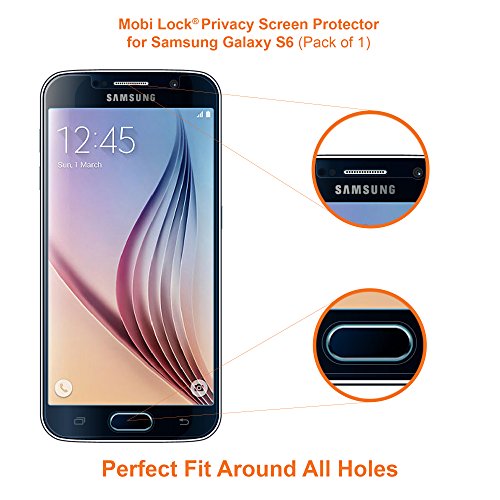 Mobi Lock® Privacy Screen Protector
for Samsung Galaxy S6 (Pack of 1)
SAMSUNG
12:45
Sun, 1 March
SAMSUNG
Perfect Fit Around All Holes